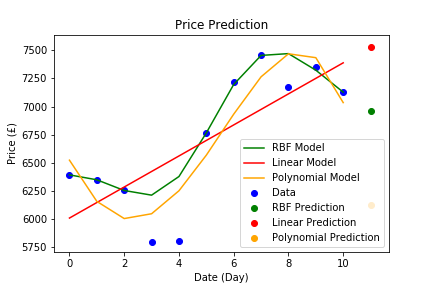 Price Prediction
Price (£)
7500
7250
7000
6750
6500
6250
6000
5750
RBF Model
Linear Model
Polynomial Model
Data
RBF Prediction
Linear Prediction
Polynomial Prediction
0 2 4 6 8 10
Date (Day)